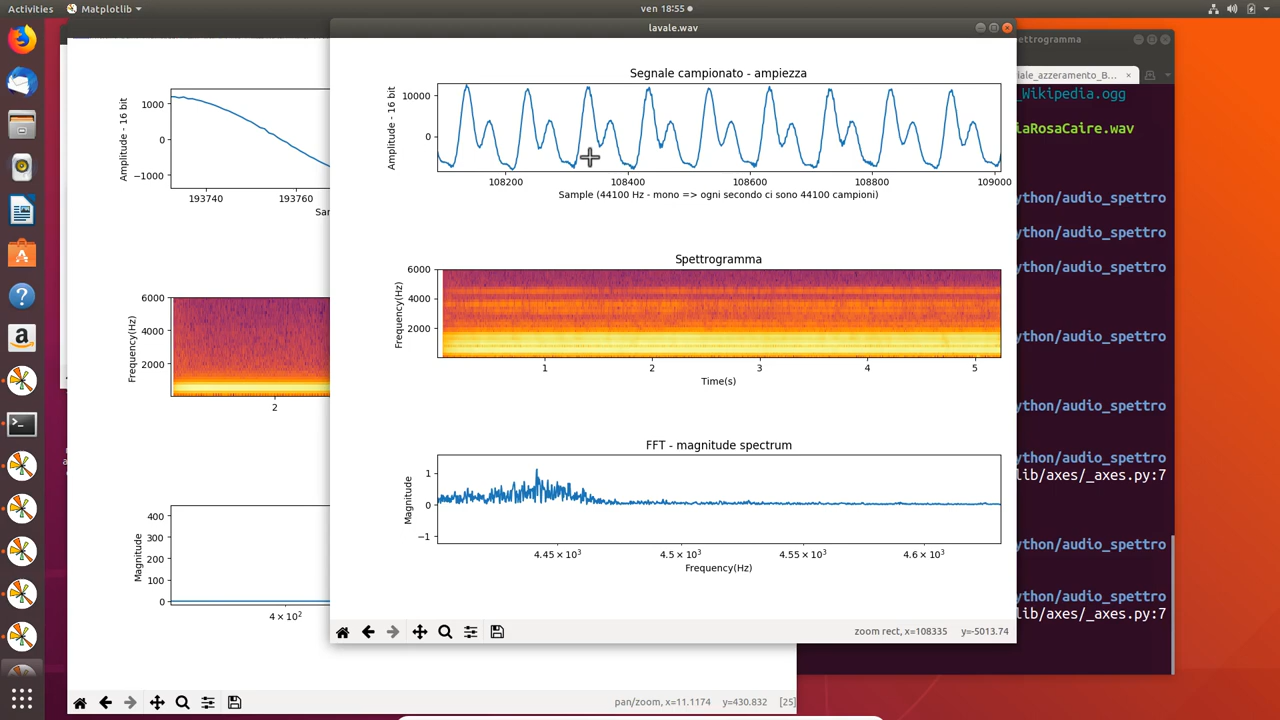 Activities
Matplotlib
ven 18:55
lavale.wav
Segnale campionato - ampiezza
Amplitude - 16 bit
10000
0
108200
108400
108600
108800
109000
Sample (44100 Hz - mono => ogni secondo ci sono 44100 campioni)
Spettrogramma
Frequency(Hz)
6000
4000
2000
1
2
3
4
5
Time(s)
FFT - magnitude spectrum
Magnitude
1
0
−1
4.45 × 10³
4.5 × 10³
4.55 × 10³
4.6 × 10³
Frequency(Hz)
zoom rect, x=108335 y=-5013.74
Amplitude - 16 bit
1000
0
−1000
193740
193760
Frequency(Hz)
6000
4000
2000
2
Magnitude
400
300
200
100
0
4 × 10²
pan/zoom, x=11.1174 y=430.832 [25]
pettrogramma
iale_azzeramento_B...
_Wikipedia.ogg
iaRosaCaire.wav
ython/audio_spettro
ython/audio_spettro
ython/audio_spettro
ython/audio_spettro
ython/audio_spettro
ython/audio_spettro
lib/axes/_axes.py:7
ython/audio_spettro
ython/audio_spettro
lib/axes/_axes.py:7